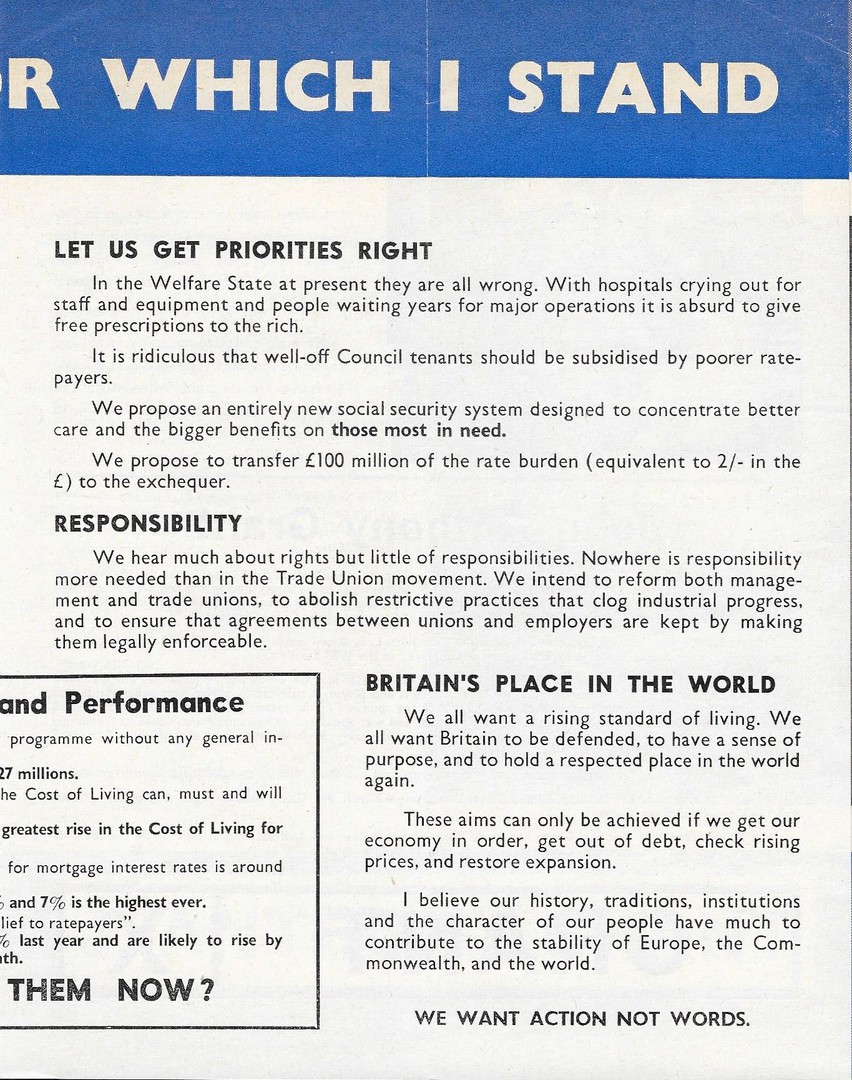 OR WHICH I STAND
LET US GET PRIORITIES RIGHT
In the Welfare State at present they are all wrong. With hospitals crying out for
staff and equipment and people waiting years for major operations it is absurd to give
free prescriptions to the rich.
It is ridiculous that well-off Council tenants should be subsidised by poorer rate-
payers.
We propose an entirely new social security system designed to concentrate better
care and the bigger benefits on those most in need.
We propose to transfer £100 million of the rate burden (equivalent to 2/- in the
£) to the exchequer.
RESPONSIBILITY
We hear much about rights but little of responsibilities. Nowhere is responsibility
more needed than in the Trade Union movement. We intend to reform both manage-
ment and trade unions, to abolish restrictive practices that clog industrial progress,
and to ensure that agreements between unions and employers are kept by making
them legally enforceable.
and Performance
programme without any general in-
27 millions.
he Cost of Living can, must and will
greatest rise in the Cost of Living for
for mortgage interest rates is around
% and 7% is the highest ever.
lief to ratepayers".
% last year and are likely to rise by
nth.
THEM NOW?
BRITAIN'S PLACE IN THE WORLD
We all want a rising standard of living. We
all want Britain to be defended, to have a sense of
purpose, and to hold a respected place in the world
again.
These aims can only be achieved if we get our
economy in order, get out of debt, check rising
prices, and restore expansion.
I believe our history, traditions, institutions
and the character of our people have much to
contribute to the stability of Europe, the Com-
monwealth, and the world.
WE WANT ACTION NOT WORDS.